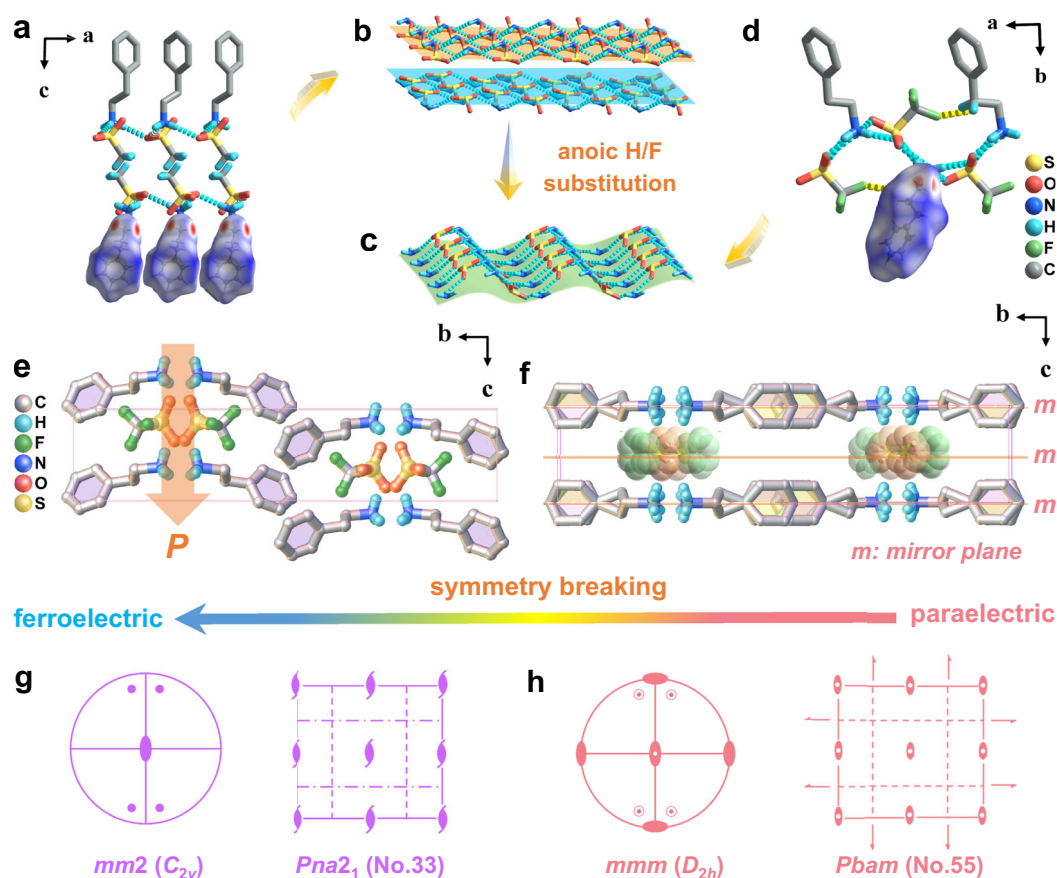 a
a
c
b
anoic H/F
substitution
c
d
a
b
S
O
N
H
F
C
e
b
c
C
H
F
N
O
S
P
f
b
c
m
m
m
m: mirror plane
symmetry breaking
ferroelectric
paraelectric
g
h
mm2 (C2v)
Pna21 (No.33)
mmm (D2h)
Pbam (No.55)